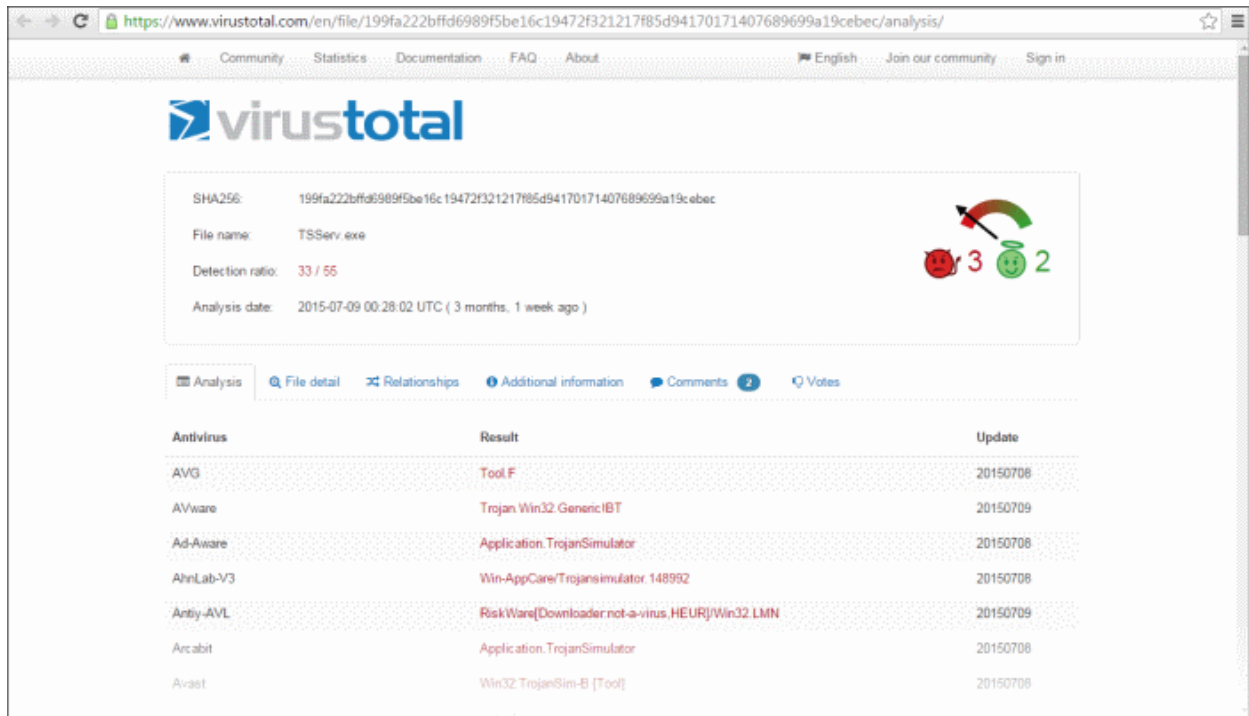 https://www.virustotal.com/en/file/199fa222bffd6989f5be16c19472f321217f85d94170171407689699a19cebec/analysis/
Community Statistics Documentation FAQ About English Join our community Sign in
virustotal
SHA256: 199fa222bffd6989f5be16c19472f321217f85d94170171407689699a19cebec
File name: TSServ.exe
3 2
Detection ratio: 33 / 55
Analysis date: 2015-07-09 00:28:02 UTC ( 3 months, 1 week ago )
Analysis File detail Relationships Additional information Comments 2 Votes
Antivirus Result Update
AVG Tool.F 20150708
AVware Trojan.Win32.Generic!BT 20150709
Ad-Aware Application.TrojanSimulator 20150708
AhnLab-V3 Win-AppCare/Trojansimulator.148992 20150708
Antiy-AVL RiskWare[Downloader:not-a-virus,HEUR]/Win32.LMN 20150709
Arcabit Application.TrojanSimulator 20150708
Avast Win32:TrojanSim-B [Tool] 20150708